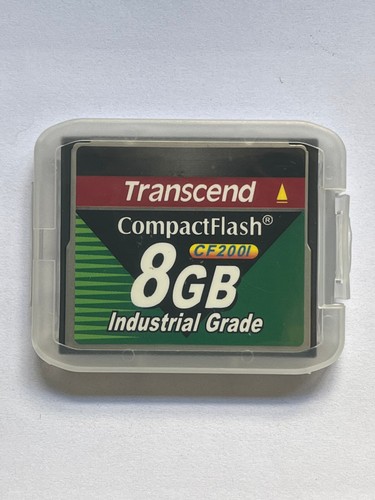 Transcend
CompactFlash®
CF200I
8GB
Industrial Grade